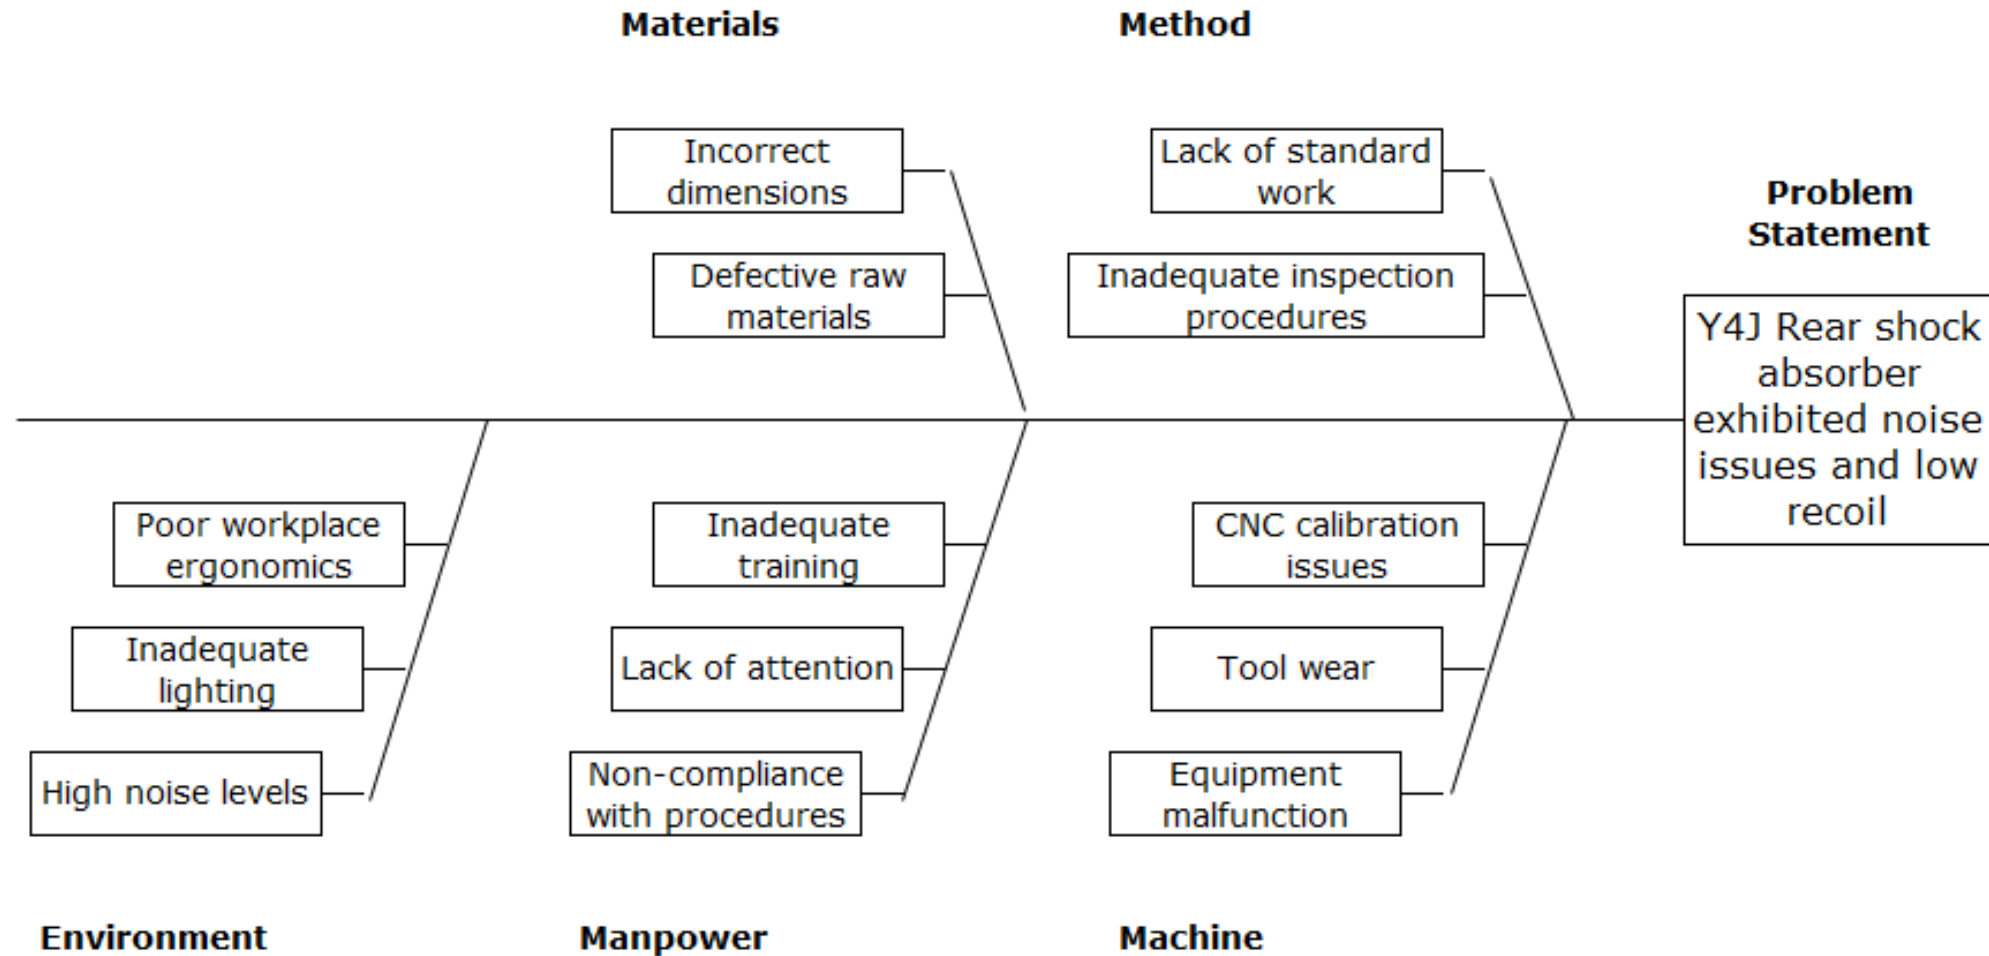 Materials
Method
Incorrect
dimensions
Lack of standard
work
Problem
Statement
Defective raw
materials
Inadequate inspection
procedures
Y4J Rear shock
absorber
exhibited noise
issues and low
recoil
Poor workplace
ergonomics
Inadequate
training
CNC calibration
issues
Inadequate
lighting
Lack of attention
Tool wear
High noise levels
Non-compliance
with procedures
Equipment
malfunction
Environment
Manpower
Machine